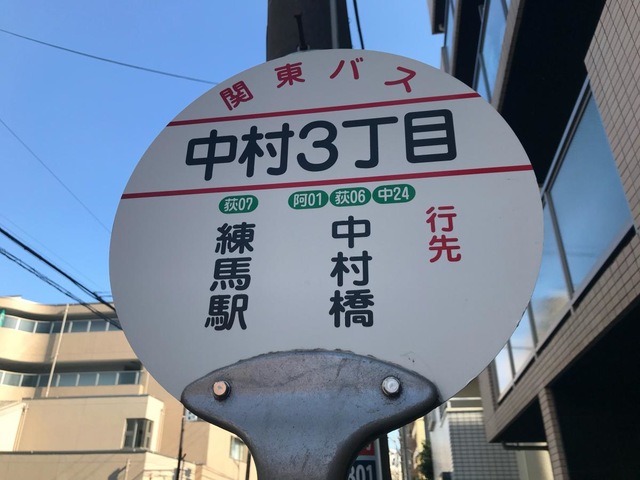 関東バス
中村3丁目
行先
阿01 荻06 中24
中村橋
荻07
練馬駅
801